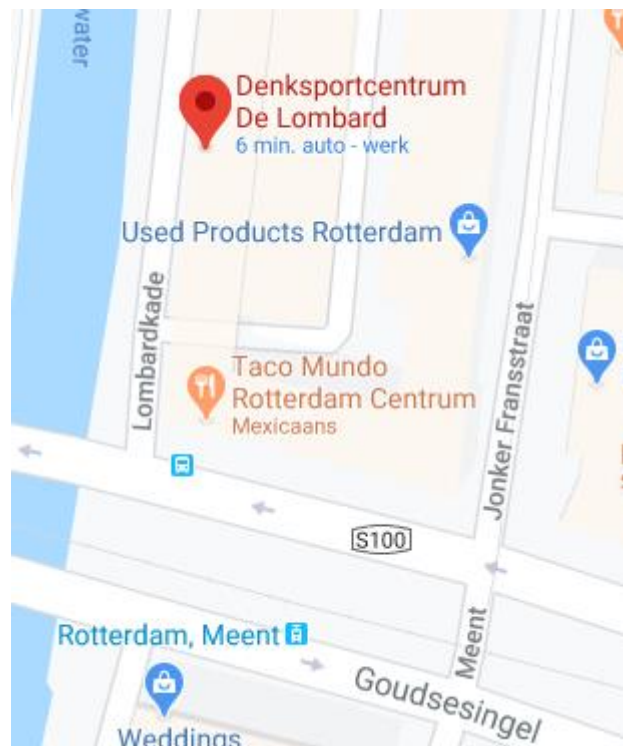 water
Denksportcentrum
De Lombard
6 min. auto - werk
Used Products Rotterdam
Lombardkade
Taco Mundo
Rotterdam Centrum
Mexicaans
Jonker Fransstraat
S100
Rotterdam, Meent
Meent
Goudsesingel
Weddings